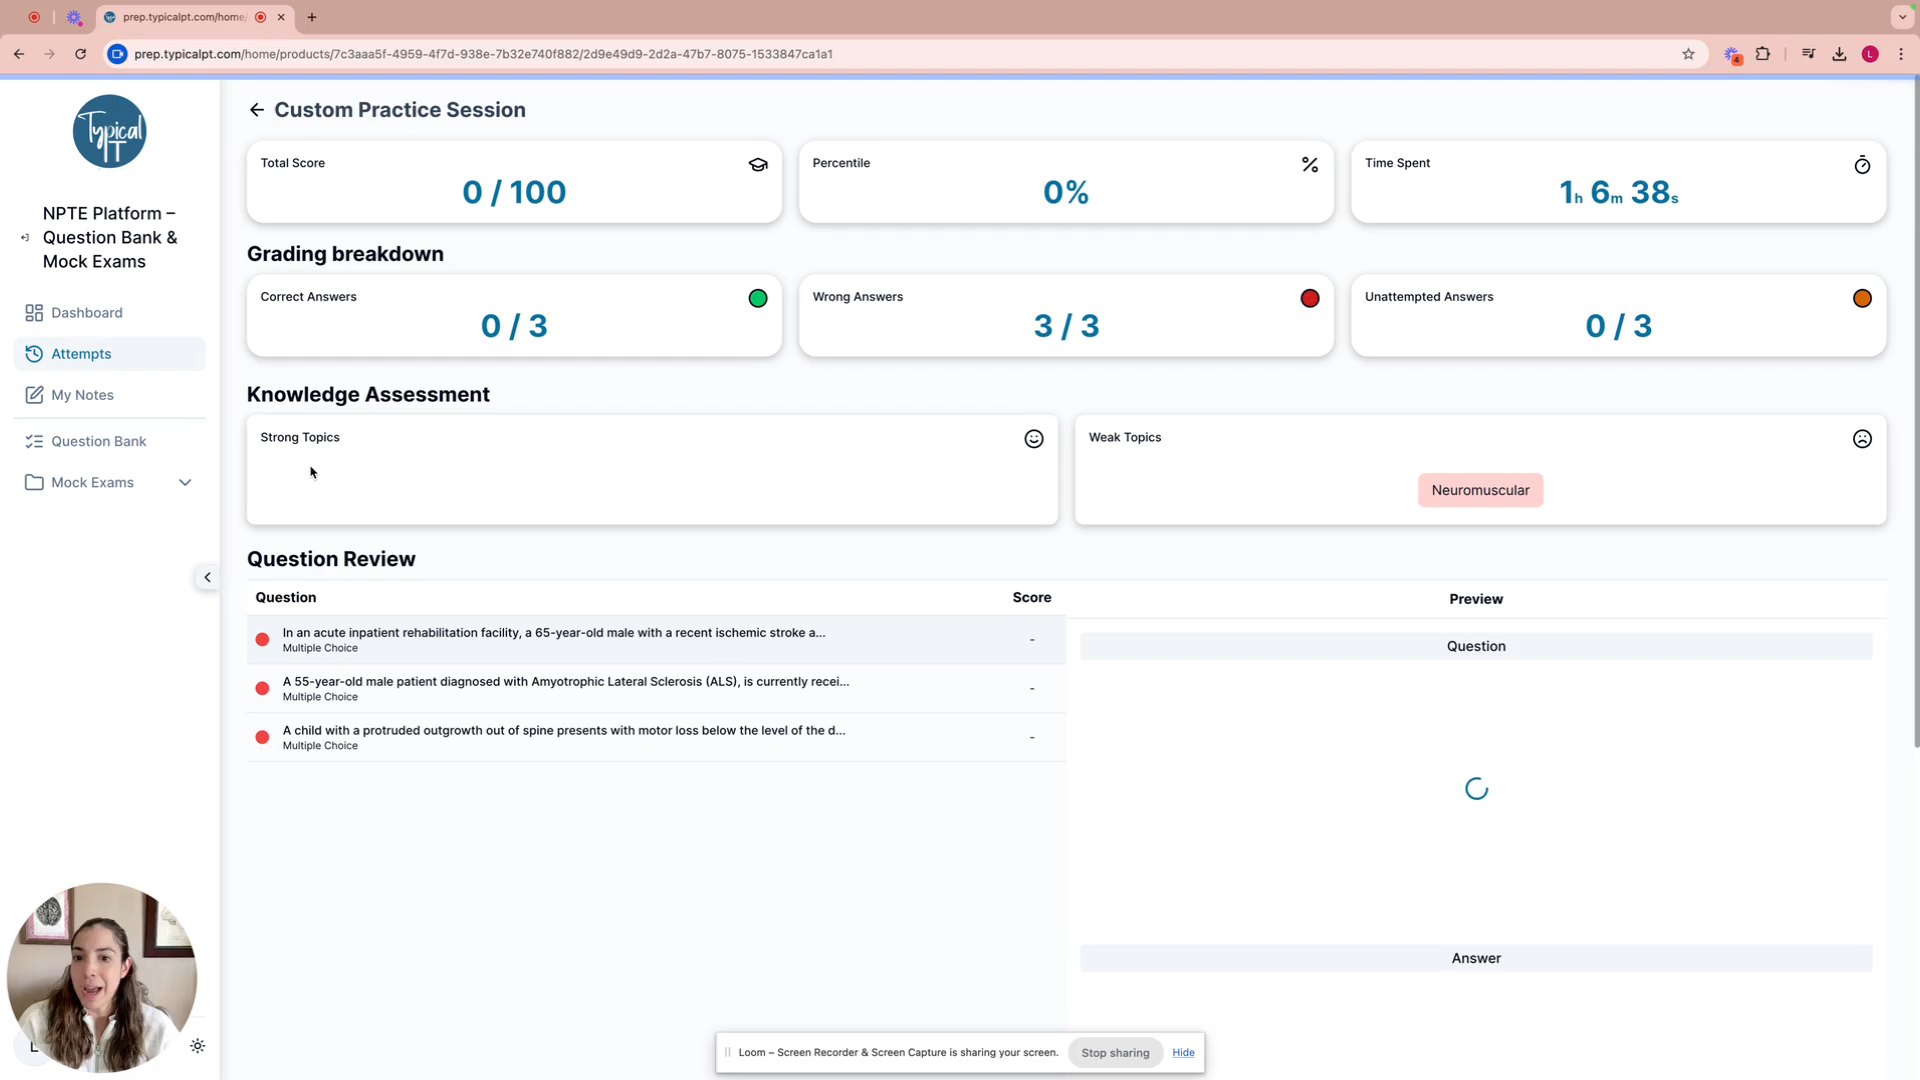 prep.typicalpt.com/home/
prep.typicalpt.com/home/products/7c3aaa5f-4959-4f7d-938e-7b32e740f882/2d9e49d9-2d2a-47b7-8075-1533847ca1a1
4
L
Typical
PT
NPTE Platform –
Question Bank &
Mock Exams
Dashboard
Attempts
My Notes
Question Bank
Mock Exams
Custom Practice Session
Total Score
0 / 100
Percentile
%
0%
Time Spent
1h 6m 38s
Grading breakdown
Correct Answers
0 / 3
Wrong Answers
3 / 3
Unattempted Answers
0 / 3
Knowledge Assessment
Strong Topics
Weak Topics
Neuromuscular
Question Review
Question
Score
Preview
In an acute inpatient rehabilitation facility, a 65-year-old male with a recent ischemic stroke a...
Multiple Choice
-
A 55-year-old male patient diagnosed with Amyotrophic Lateral Sclerosis (ALS), is currently recei...
Multiple Choice
-
A child with a protruded outgrowth out of spine presents with motor loss below the level of the d...
Multiple Choice
-
Question
Answer
L
Loom – Screen Recorder & Screen Capture is sharing your screen.
Stop sharing
Hide